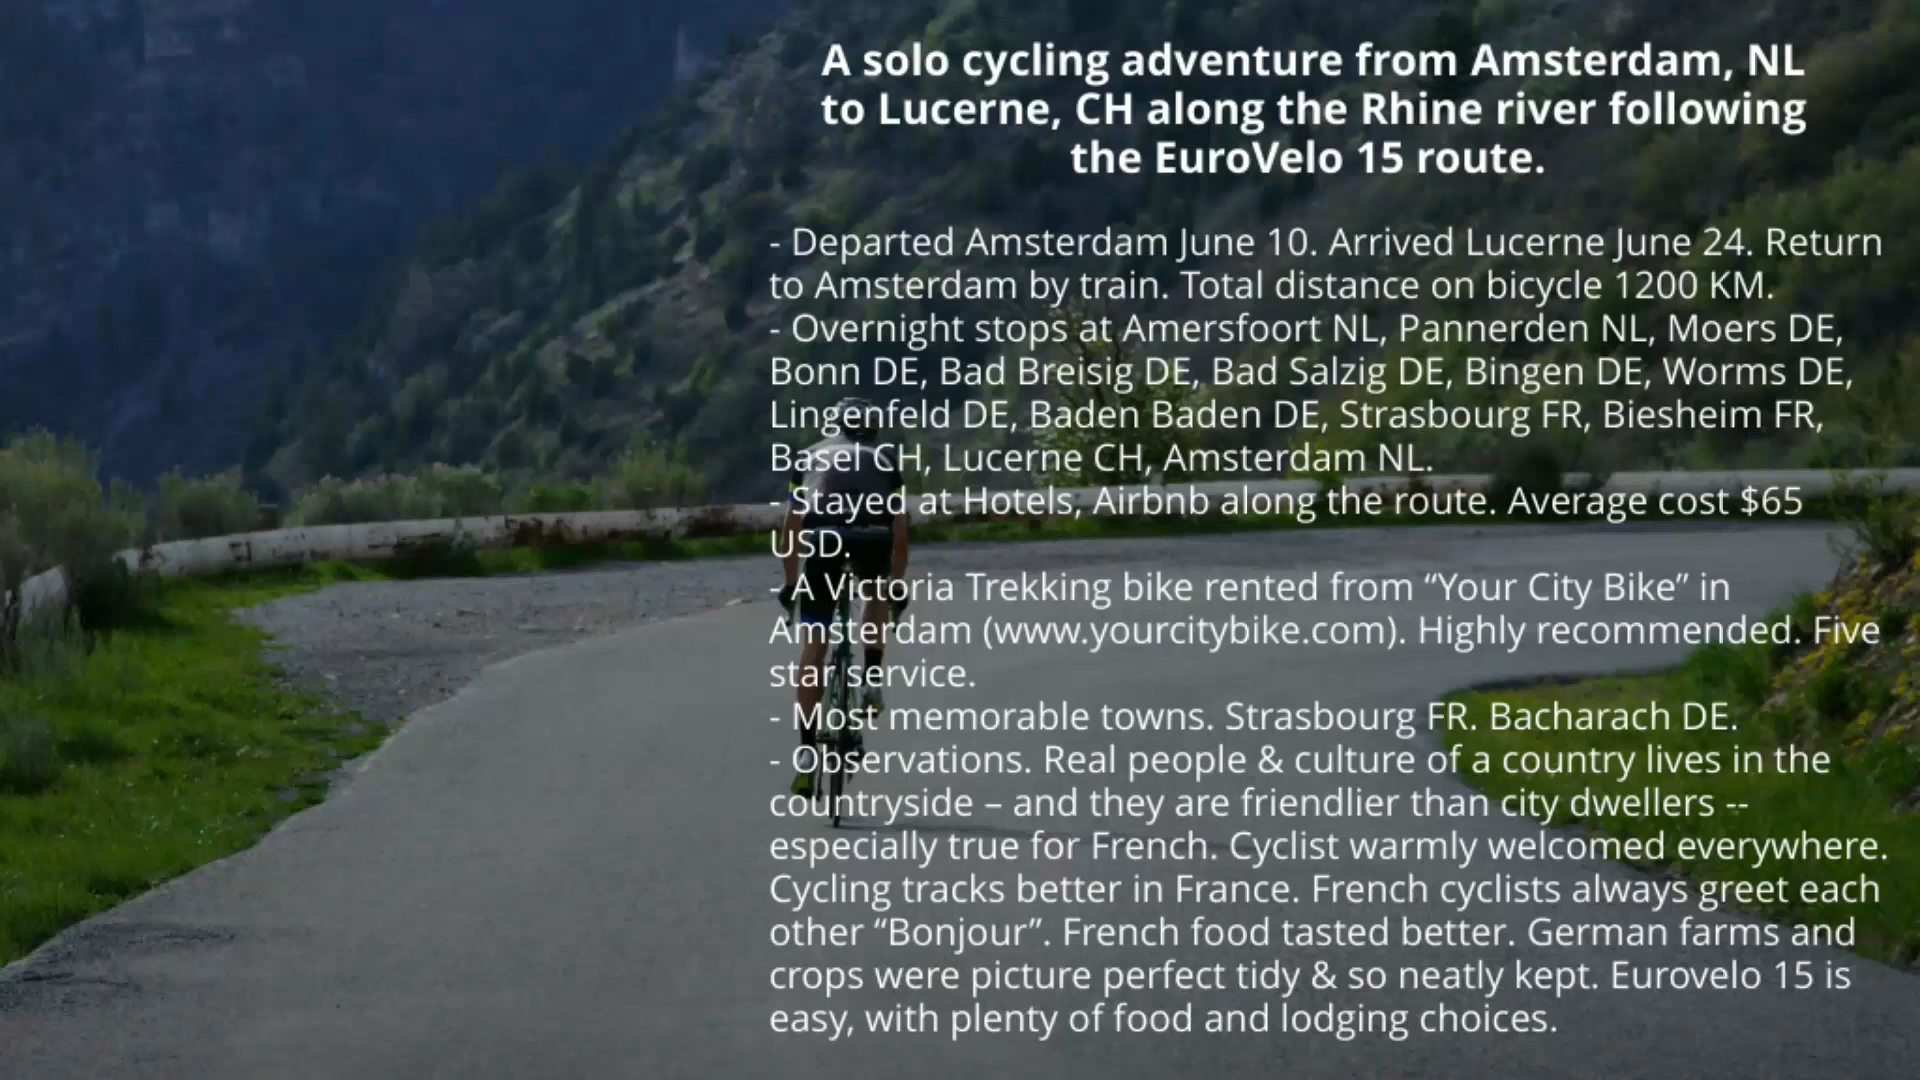 A solo cycling adventure from Amsterdam, NL
to Lucerne, CH along the Rhine river following
the EuroVelo 15 route.
- Departed Amsterdam June 10. Arrived Lucerne June 24. Return
to Amsterdam by train. Total distance on bicycle 1200 KM.
- Overnight stops at Amersfoort NL, Pannerden NL, Moers DE,
Bonn DE, Bad Breisig DE, Bad Salzig DE, Bingen DE, Worms DE,
Lingenfeld DE, Baden Baden DE, Strasbourg FR, Biesheim FR,
Basel CH, Lucerne CH, Amsterdam NL.
- Stayed at Hotels, Airbnb along the route. Average cost $65
USD.
- A Victoria Trekking bike rented from “Your City Bike” in
Amsterdam (www.yourcitybike.com). Highly recommended. Five
star service.
- Most memorable towns. Strasbourg FR. Bacharach DE.
- Observations. Real people & culture of a country lives in the
countryside – and they are friendlier than city dwellers --
especially true for French. Cyclist warmly welcomed everywhere.
Cycling tracks better in France. French cyclists always greet each
other “Bonjour”. French food tasted better. German farms and
crops were picture perfect tidy & so neatly kept. Eurovelo 15 is
easy, with plenty of food and lodging choices.